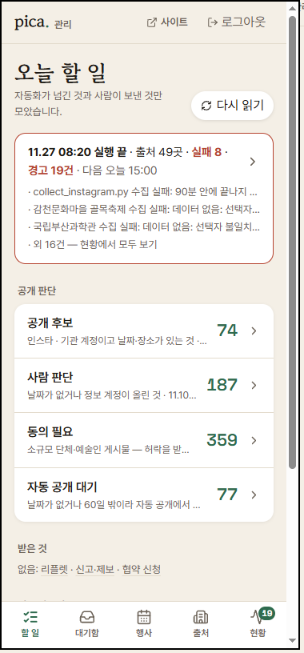 pica. 관리
사이트
로그아웃
오늘 할 일
자동화가 넘긴 것과 사람이 보낸 것만
모았습니다.
다시 읽기
11.27 08:20 실행 끝 · 출처 49곳 · 실패 8 ·
경고 19건 · 다음 오늘 15:00
· collect_instagram.py 수집 실패: 90분 안에 끝나지 ...
· 감천문화마을 골목축제 수집 실패: 데이터 없음: 선택자...
· 국립부산과학관 수집 실패: 데이터 없음: 선택자 불일치...
· 외 16건 — 현황에서 모두 보기
공개 판단
공개 후보
인스타 · 기관 계정이고 날짜·장소가 있는 것 ·...
74
사람 판단
날짜가 없거나 정보 계정이 올린 것 · 11.10...
187
동의 필요
소규모 단체·예술인 게시물 — 허락을 받...
359
자동 공개 대기
날짜가 없거나 60일 밖이라 자동 공개에서 ...
77
받은 것
없음: 리플렛 · 신고·제보 · 협약 신청
할 일
대기함
행사
출처
19
현황